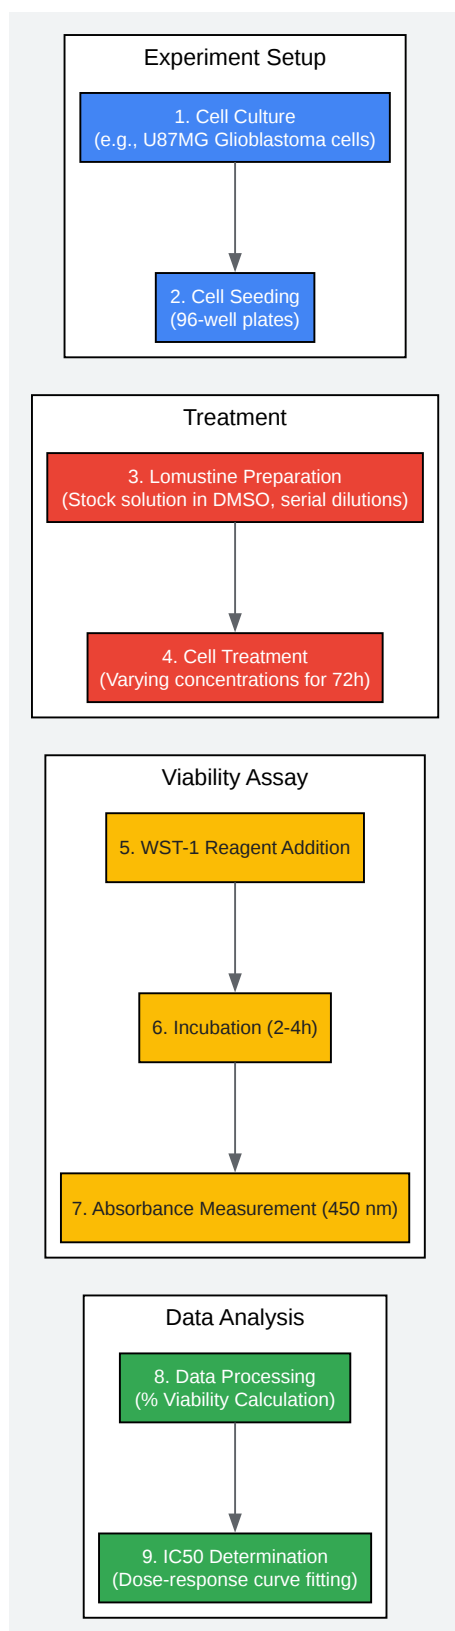 Experiment Setup
1. Cell Culture
(e.g., U87MG Glioblastoma cells)
2. Cell Seeding
(96-well plates)
Treatment
3. Lomustine Preparation
(Stock solution in DMSO, serial dilutions)
4. Cell Treatment
(Varying concentrations for 72h)
Viability Assay
5. WST-1 Reagent Addition
6. Incubation (2-4h)
7. Absorbance Measurement (450 nm)
Data Analysis
8. Data Processing
(% Viability Calculation)
9. IC50 Determination
(Dose-response curve fitting)